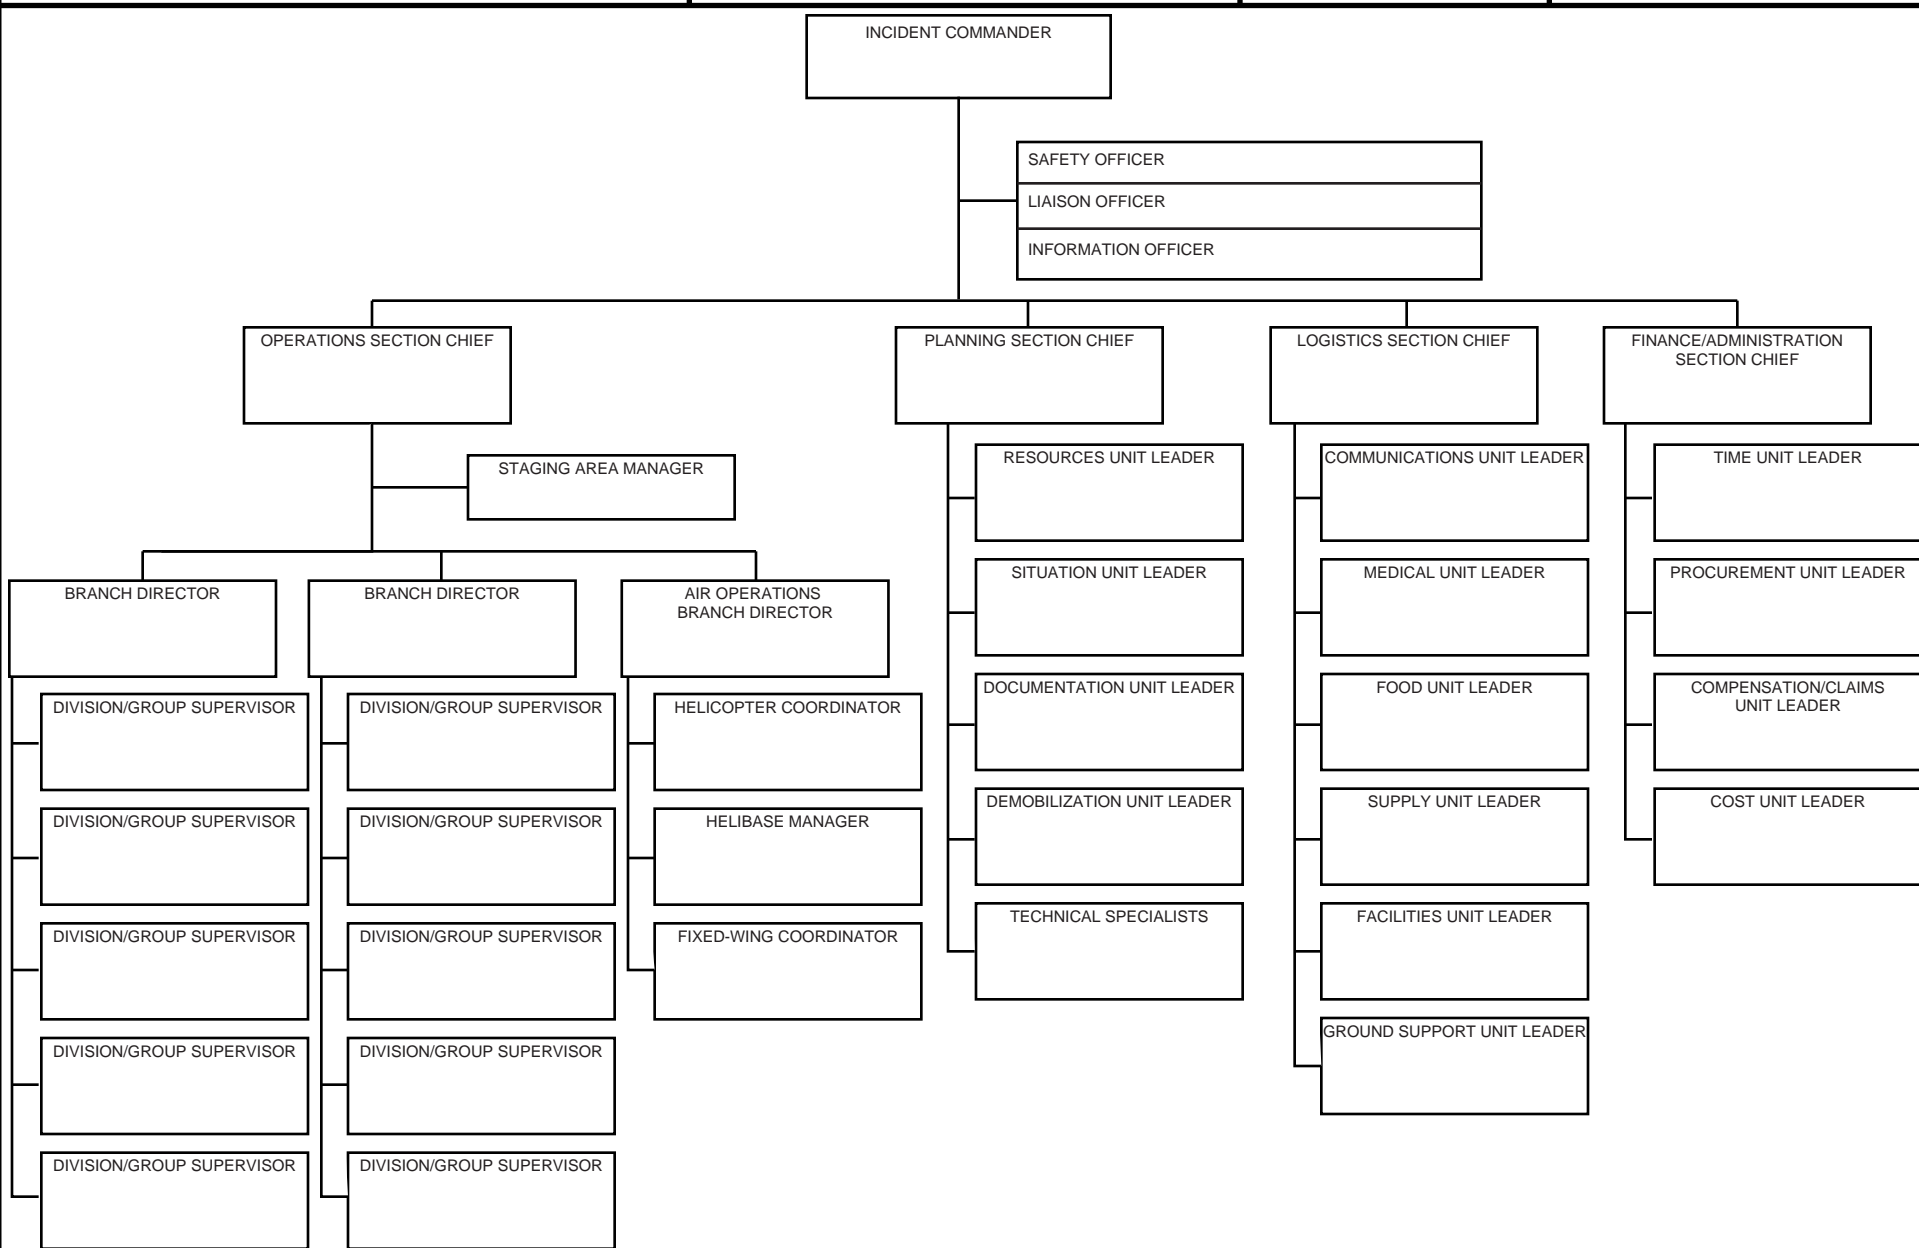 INCIDENT COMMANDER
SAFETY OFFICER
LIAISON OFFICER
INFORMATION OFFICER
OPERATIONS SECTION CHIEF
PLANNING SECTION CHIEF
LOGISTICS SECTION CHIEF
FINANCE/ADMINISTRATION
SECTION CHIEF
STAGING AREA MANAGER
BRANCH DIRECTOR
DIVISION/GROUP SUPERVISOR
DIVISION/GROUP SUPERVISOR
DIVISION/GROUP SUPERVISOR
DIVISION/GROUP SUPERVISOR
DIVISION/GROUP SUPERVISOR
BRANCH DIRECTOR
DIVISION/GROUP SUPERVISOR
DIVISION/GROUP SUPERVISOR
DIVISION/GROUP SUPERVISOR
DIVISION/GROUP SUPERVISOR
DIVISION/GROUP SUPERVISOR
AIR OPERATIONS
BRANCH DIRECTOR
HELICOPTER COORDINATOR
HELIBASE MANAGER
FIXED-WING COORDINATOR
RESOURCES UNIT LEADER
SITUATION UNIT LEADER
DOCUMENTATION UNIT LEADER
DEMOBILIZATION UNIT LEADER
TECHNICAL SPECIALISTS
COMMUNICATIONS UNIT LEADER
MEDICAL UNIT LEADER
FOOD UNIT LEADER
SUPPLY UNIT LEADER
FACILITIES UNIT LEADER
GROUND SUPPORT UNIT LEADER
TIME UNIT LEADER
PROCUREMENT UNIT LEADER
COMPENSATION/CLAIMS
UNIT LEADER
COST UNIT LEADER